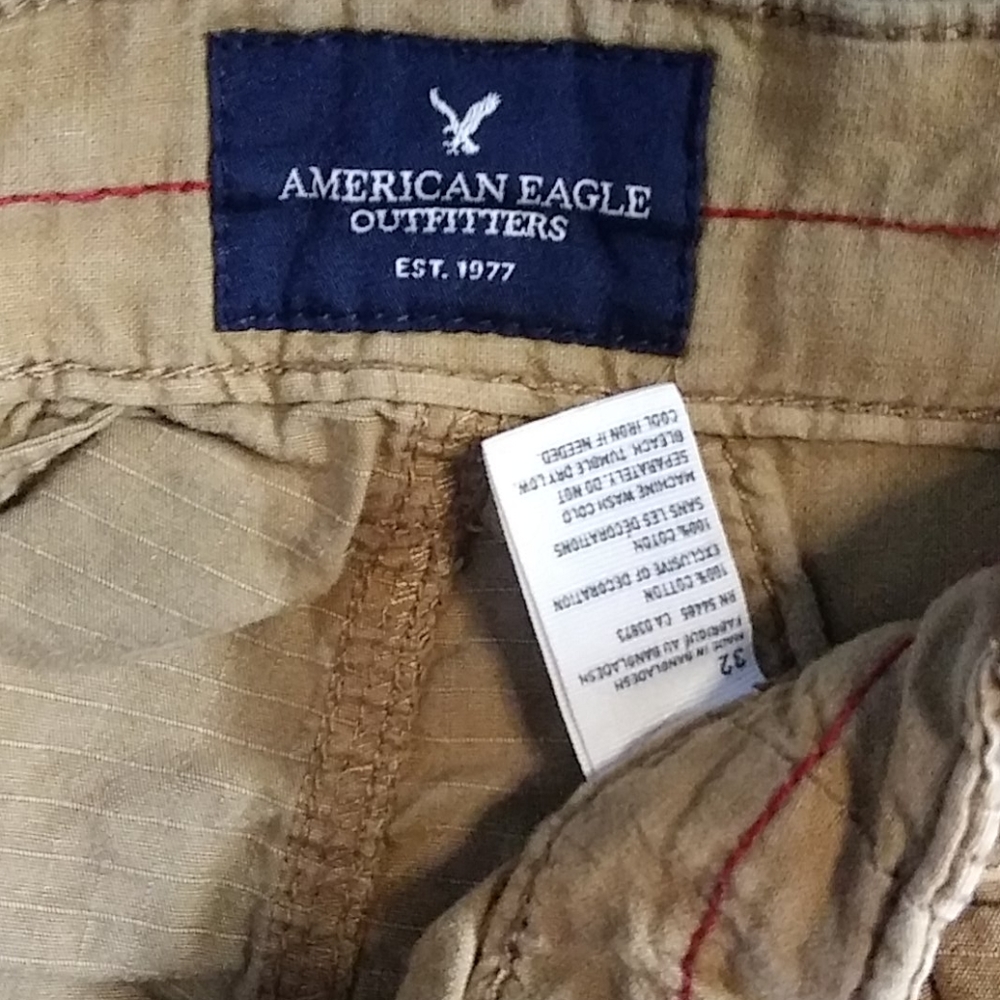 AMERICAN EAGLE
OUTFITTERS
EST. 1977
32
MADE IN BANGLADESH
FABRIQUÉ AU BANGLADESH
RN 54485 CA 03873
100% COTTON
EXCLUSIVE OF DECORATION
100% COTON
SANS LES DÉCORATIONS
MACHINE WASH COLD
SEPARATELY. DO NOT
BLEACH. TUMBLE DRY LOW.
COOL IRON IF NEEDED.